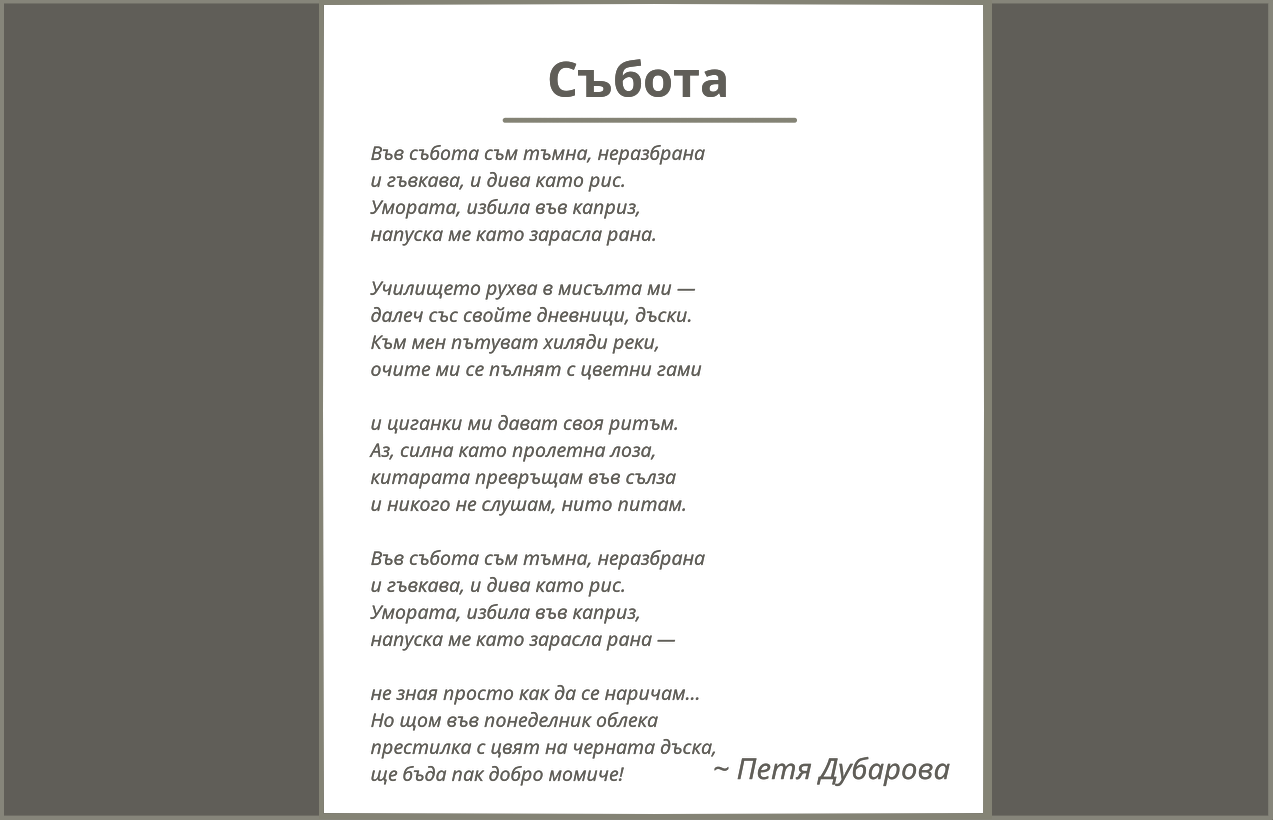 Събота
Във събота съм тъмна, неразбрана
и гъвкава, и дива като рис.
Умората, избила във каприз,
напуска ме като зарасла рана.
Училището рухва в мисълта ми —
далеч със свойте дневници, дъски.
Към мен пътуват хиляди реки,
очите ми се пълнят с цветни гами
и циганки ми дават своя ритъм.
Аз, силна като пролетна лоза,
китарата превръщам във сълза
и никого не слушам, нито питам.
Във събота съм тъмна, неразбрана
и гъвкава, и дива като рис.
Умората, избила във каприз,
напуска ме като зарасла рана —
не зная просто как да се наричам...
Но щом във понеделник облека
престилка с цвят на черната дъска,
ще бъда пак добро момиче!
~ Петя Дубарова